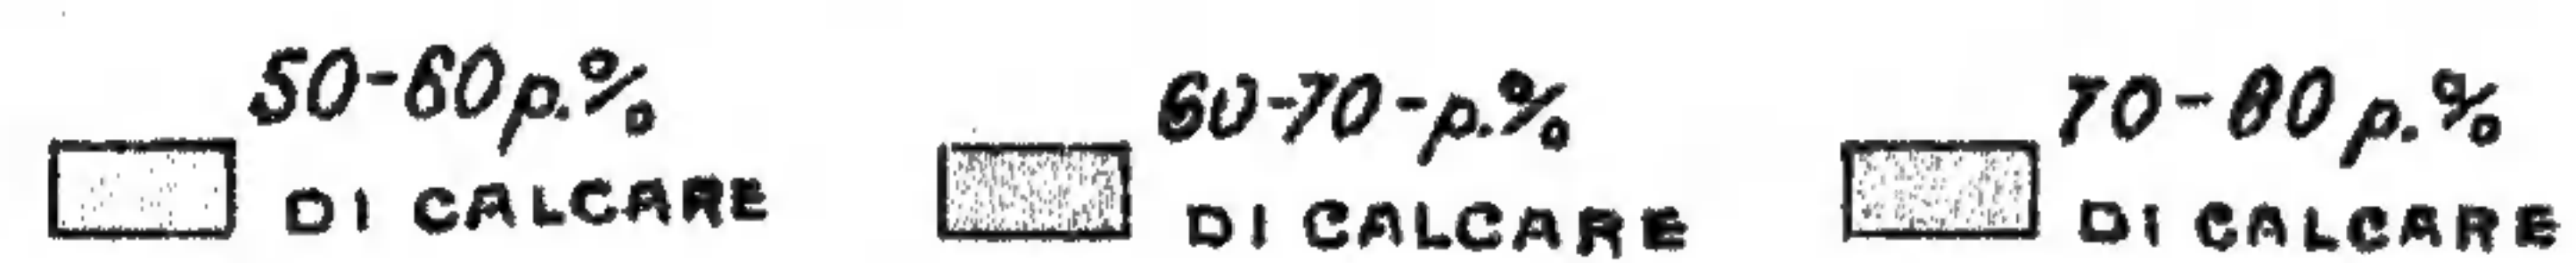 50-60 p.%
DI CALCARE
60-70-p.%
DI CALCARE
70-80 p.%
DI CALCARE